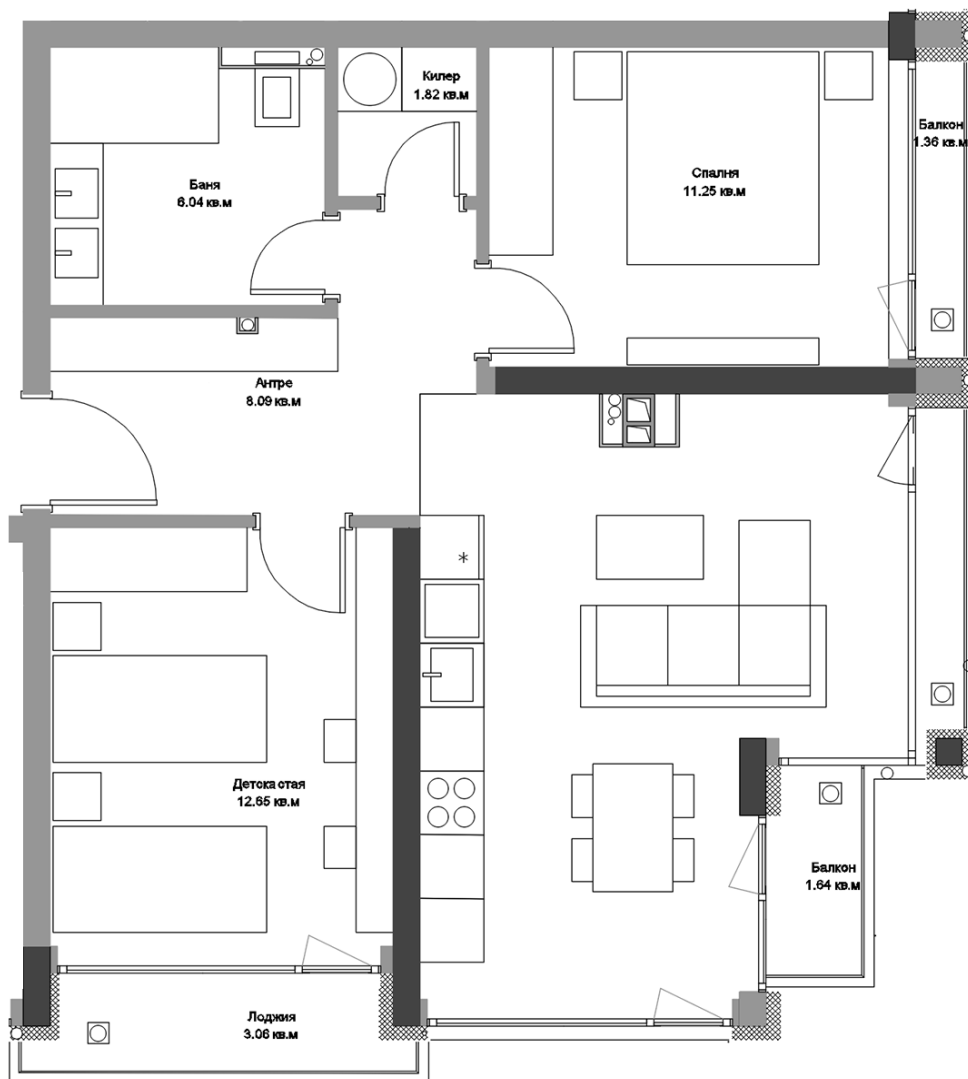 Килер
1.82 кв.м
Балкон
1.36 кв.м
Спалня
11.25 кв.м
Баня
6.04 кв.м
Антре
8.09 кв.м
*
Детска стая
12.65 кв.м
Балкон
1.64 кв.м
Лоджия
3.06 кв.м